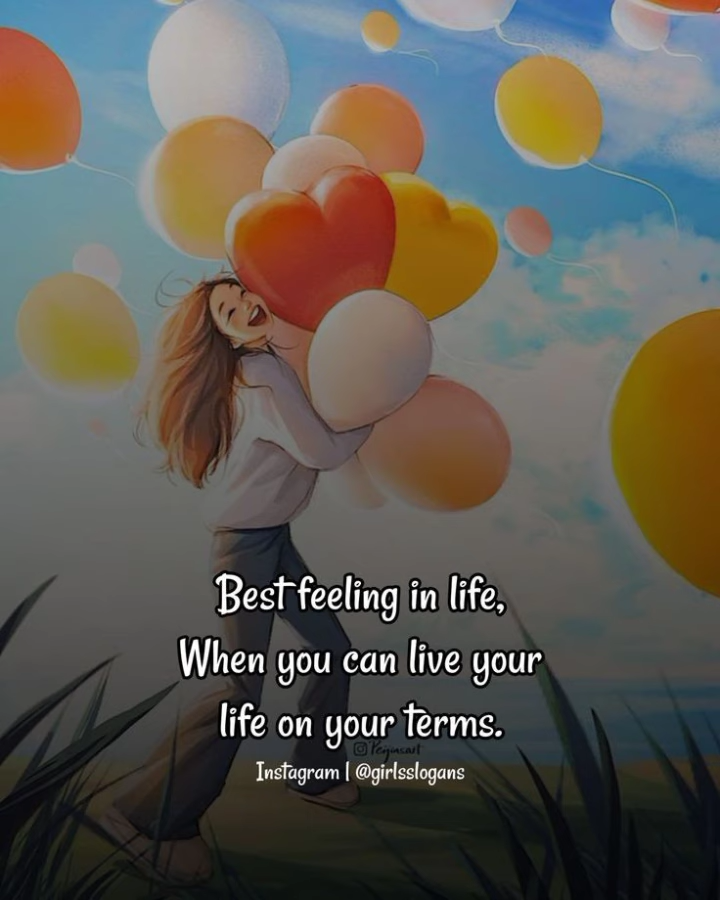 Best feeling in life,
When you can live your
life on your terms.
Instagram | @girlsslogans